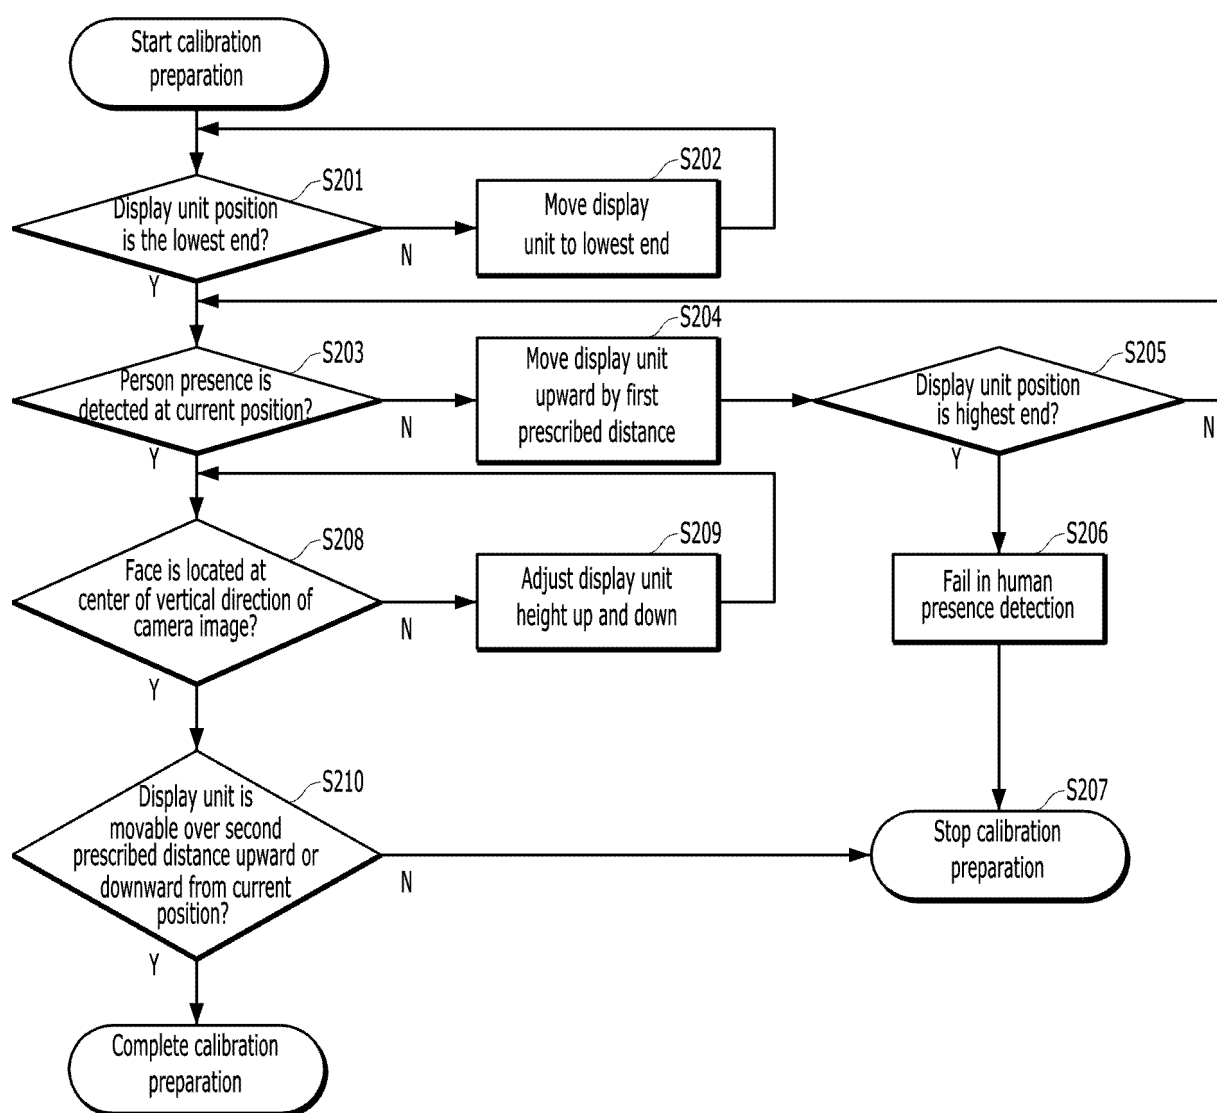 Start calibration
preparation
S201
Display unit position
is the lowest end?
N
Y
S202
Move display
unit to lowest end
S203
Person presence is
detected at current position?
N
Y
S204
Move display unit
upward by first
prescribed distance
S205
Display unit position
is highest end?
N
Y
S206
Fail in human
presence detection
S208
Face is located at
center of vertical direction of
camera image?
N
Y
S209
Adjust display unit
height up and down
S210
Display unit is
movable over second
prescribed distance upward or
downward from current
position?
N
Y
S207
Stop calibration
preparation
Complete calibration
preparation